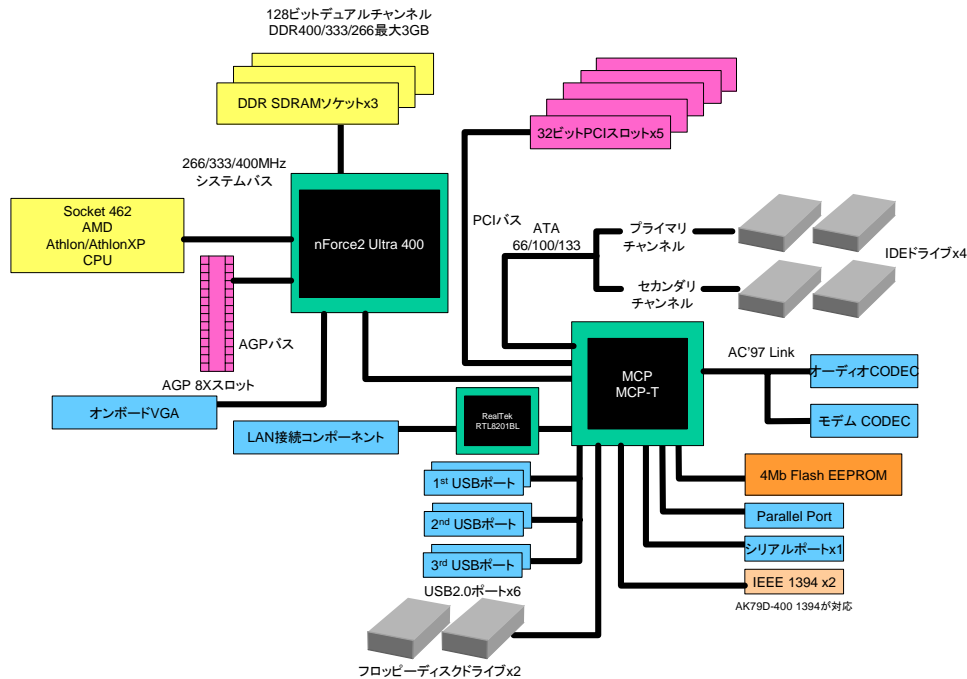 128ビットデュアルチャンネル
DDR400/333/266最大3GB
DDR SDRAMソケットx3
32ビットPCIスロットx5
266/333/400MHz
システムバス
Socket 462
AMD
Athlon/AthlonXP
CPU
nForce2 Ultra 400
PCIバス
ATA
66/100/133
プライマリ
チャンネル
IDEドライブx4
セカンダリ
チャンネル
AGPバス
AGP 8Xスロット
オンボードVGA
MCP
MCP-T
AC'97 Link
オーディオCODEC
モデム CODEC
RealTek
RTL8201BL
LAN接続コンポーネント
4Mb Flash EEPROM
1st USBポート
2nd USBポート
3rd USBポート
USB2.0ポートx6
Parallel Port
シリアルポートx1
IEEE 1394 x2
AK79D-400 1394が対応
フロッピーディスクドライブx2